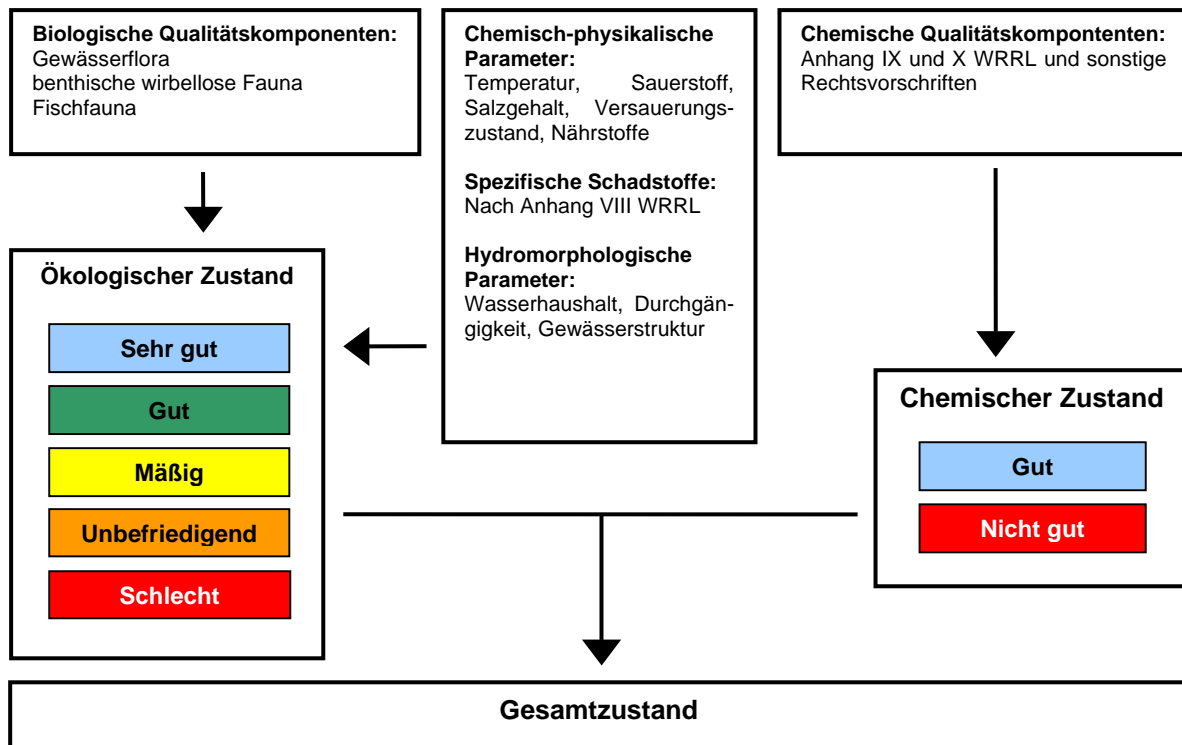 Biologische Qualitätskomponenten:
Gewässerflora
benthische wirbellose Fauna
Fischfauna
Chemisch-physikalische
Parameter:
Temperatur, Sauerstoff,
Salzgehalt, Versauerungs-
zustand, Nährstoffe
Spezifische Schadstoffe:
Nach Anhang VIII WRRL
Hydromorphologische
Parameter:
Wasserhaushalt, Durchgän-
gigkeit, Gewässerstruktur
Chemische Qualitätskompontenten:
Anhang IX und X WRRL und sonstige
Rechtsvorschriften
Ökologischer Zustand
Sehr gut
Gut
Mäßig
Unbefriedigend
Schlecht
Chemischer Zustand
Gut
Nicht gut
Gesamtzustand